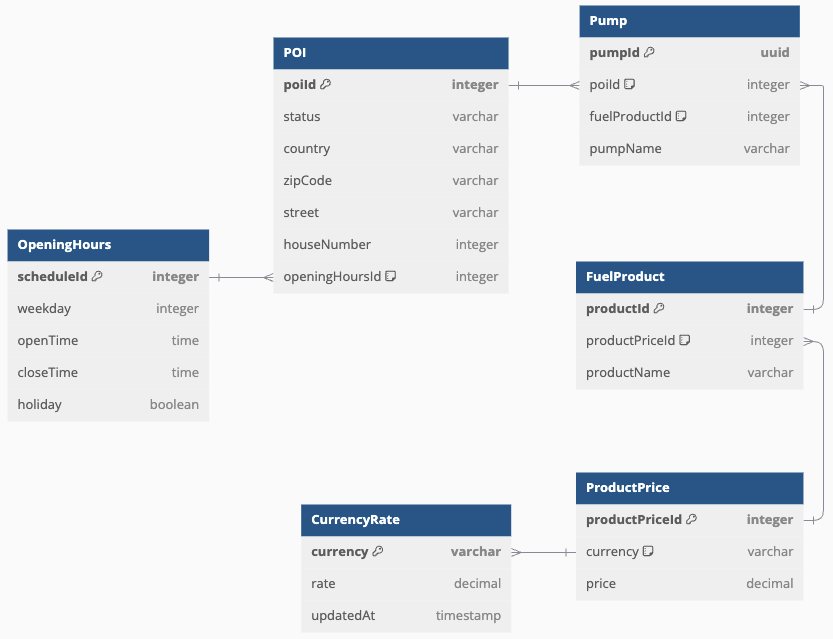 Pump
pumpId uuid
poiId integer
fuelProductId integer
pumpName varchar
POI
poiId integer
status varchar
country varchar
zipCode varchar
street varchar
houseNumber integer
openingHoursId integer
OpeningHours
scheduleId integer
weekday integer
openTime time
closeTime time
holiday boolean
FuelProduct
productId integer
productPriceId integer
productName varchar
ProductPrice
productPriceId integer
currency varchar
price decimal
CurrencyRate
currency varchar
rate decimal
updatedAt timestamp